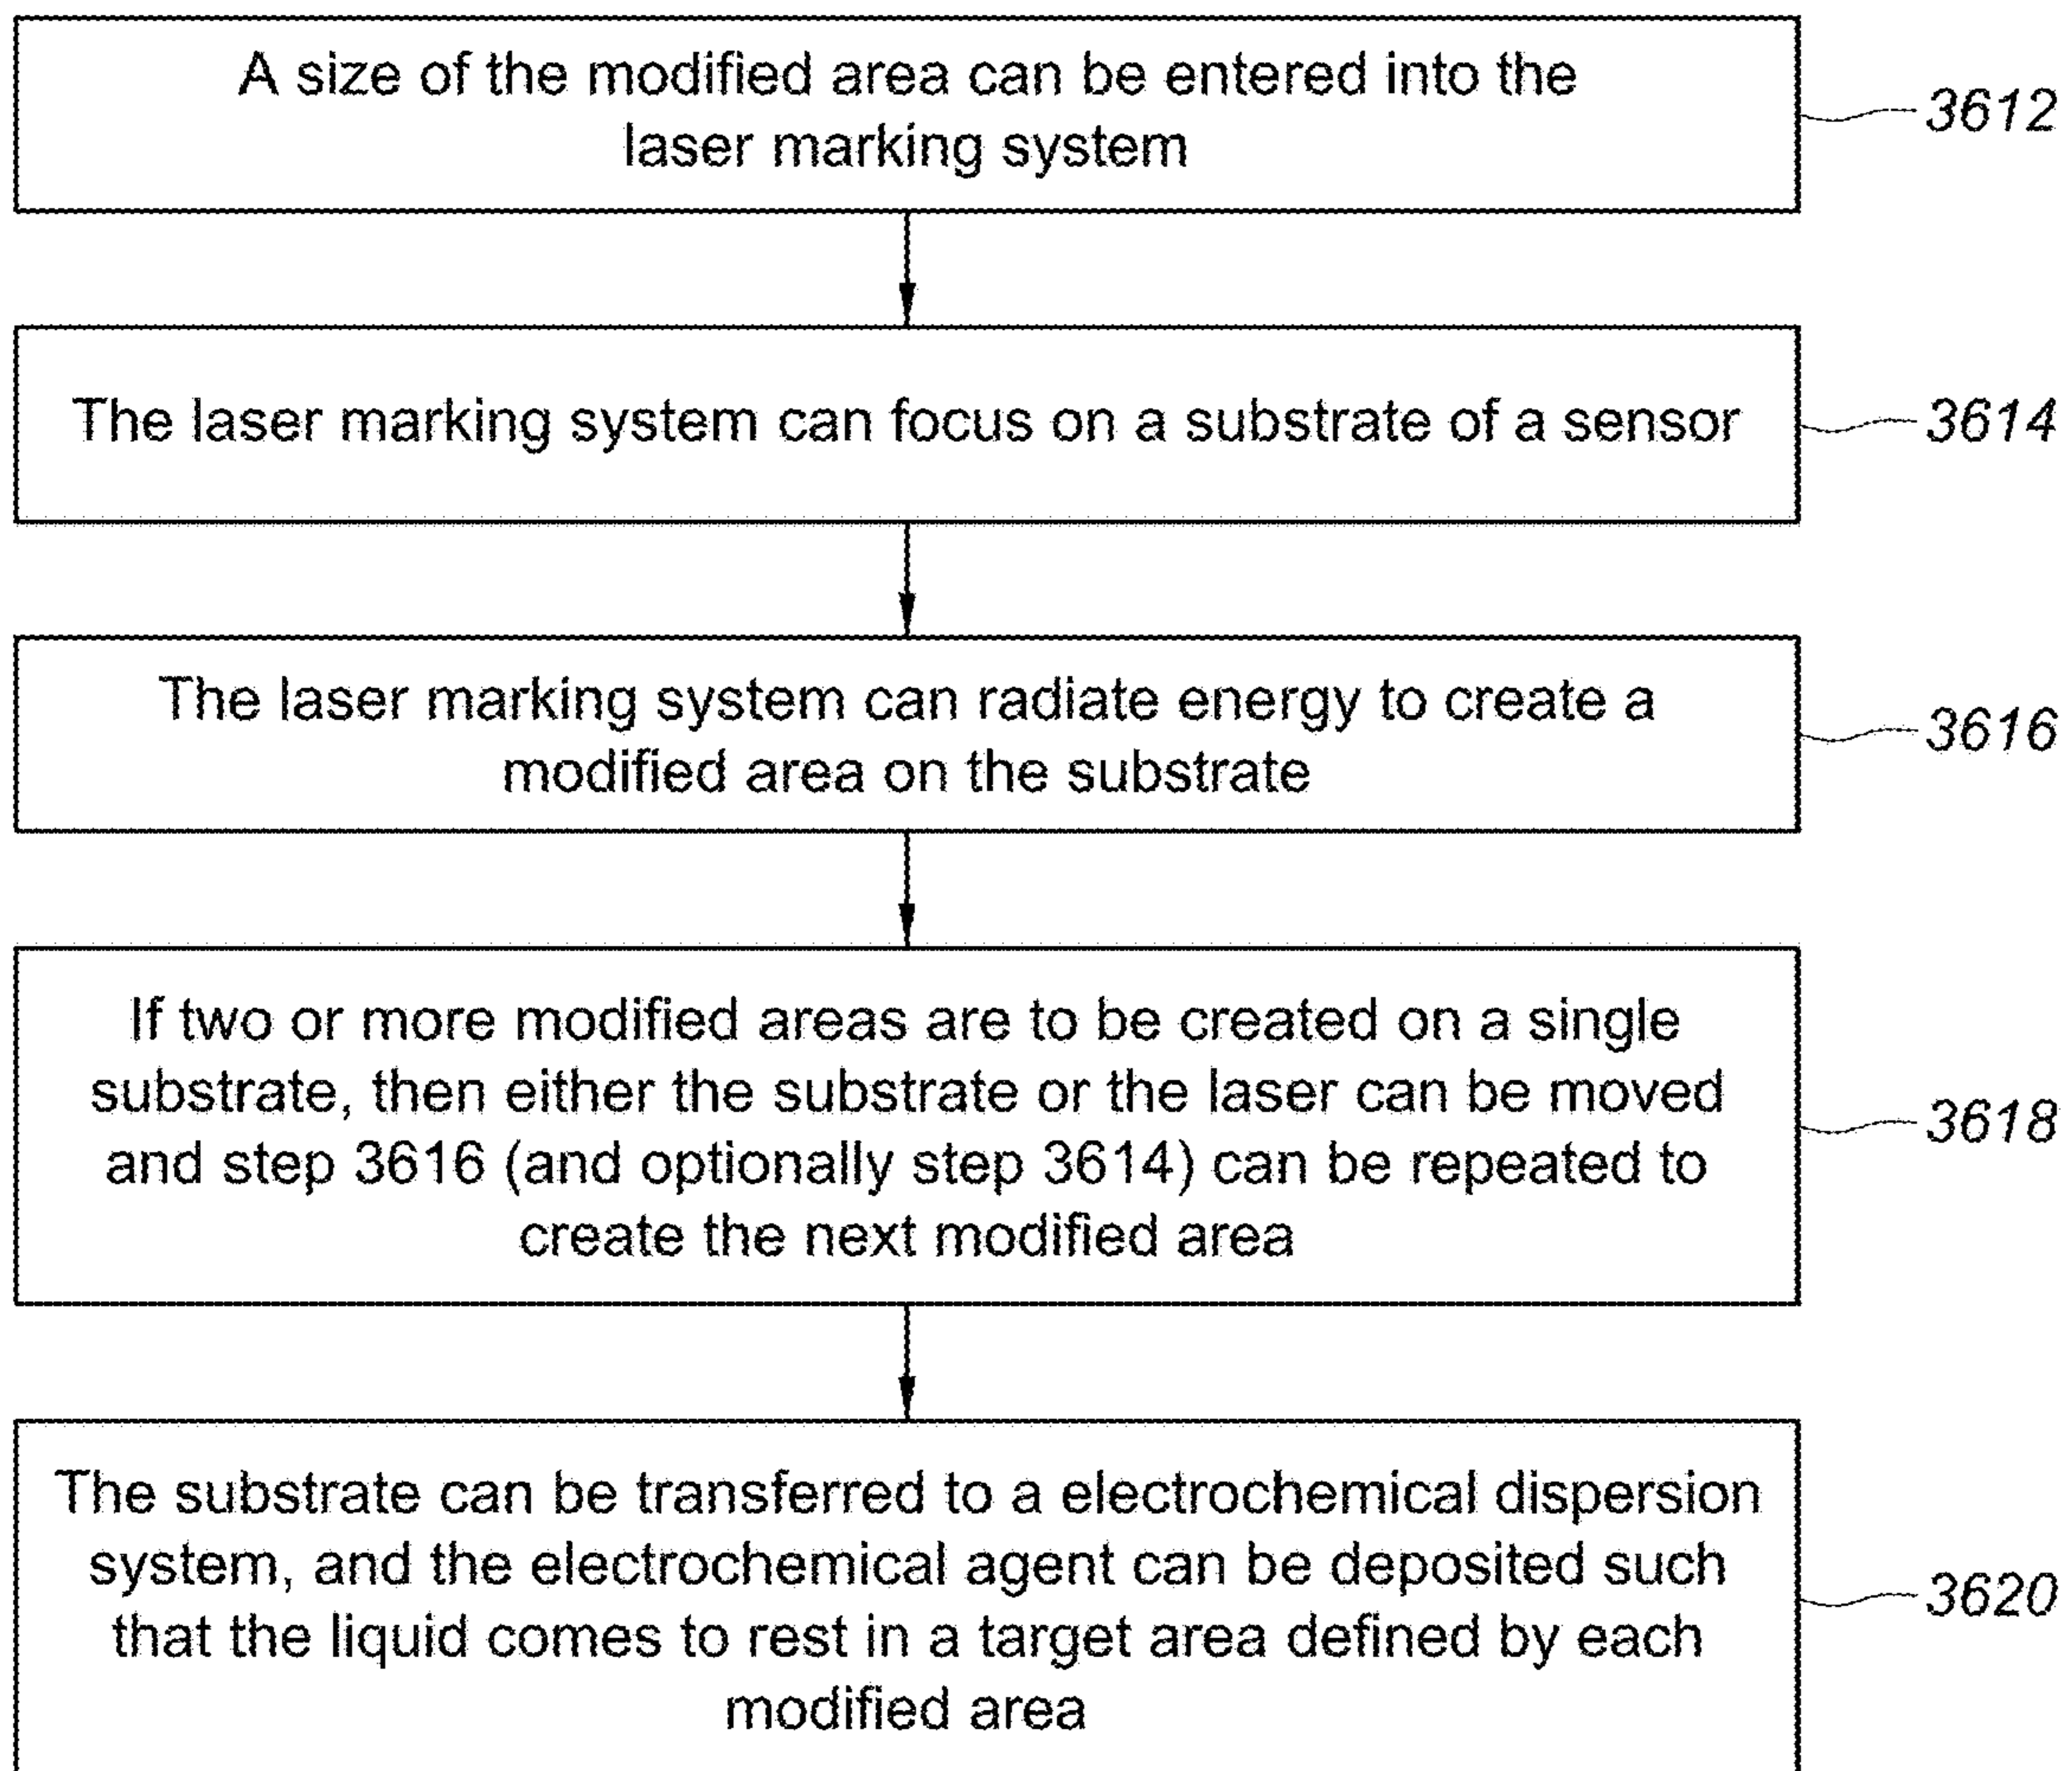 A size of the modified area can be entered into the
laser marking system
3612
The laser marking system can focus on a substrate of a sensor
3614
The laser marking system can radiate energy to create a
modified area on the substrate
3616
If two or more modified areas are to be created on a single
substrate, then either the substrate or the laser can be moved
and step 3616 (and optionally step 3614) can be repeated to
create the next modified area
3618
The substrate can be transferred to a electrochemical dispersion
system, and the electrochemical agent can be deposited such
that the liquid comes to rest in a target area defined by each
modified area
3620